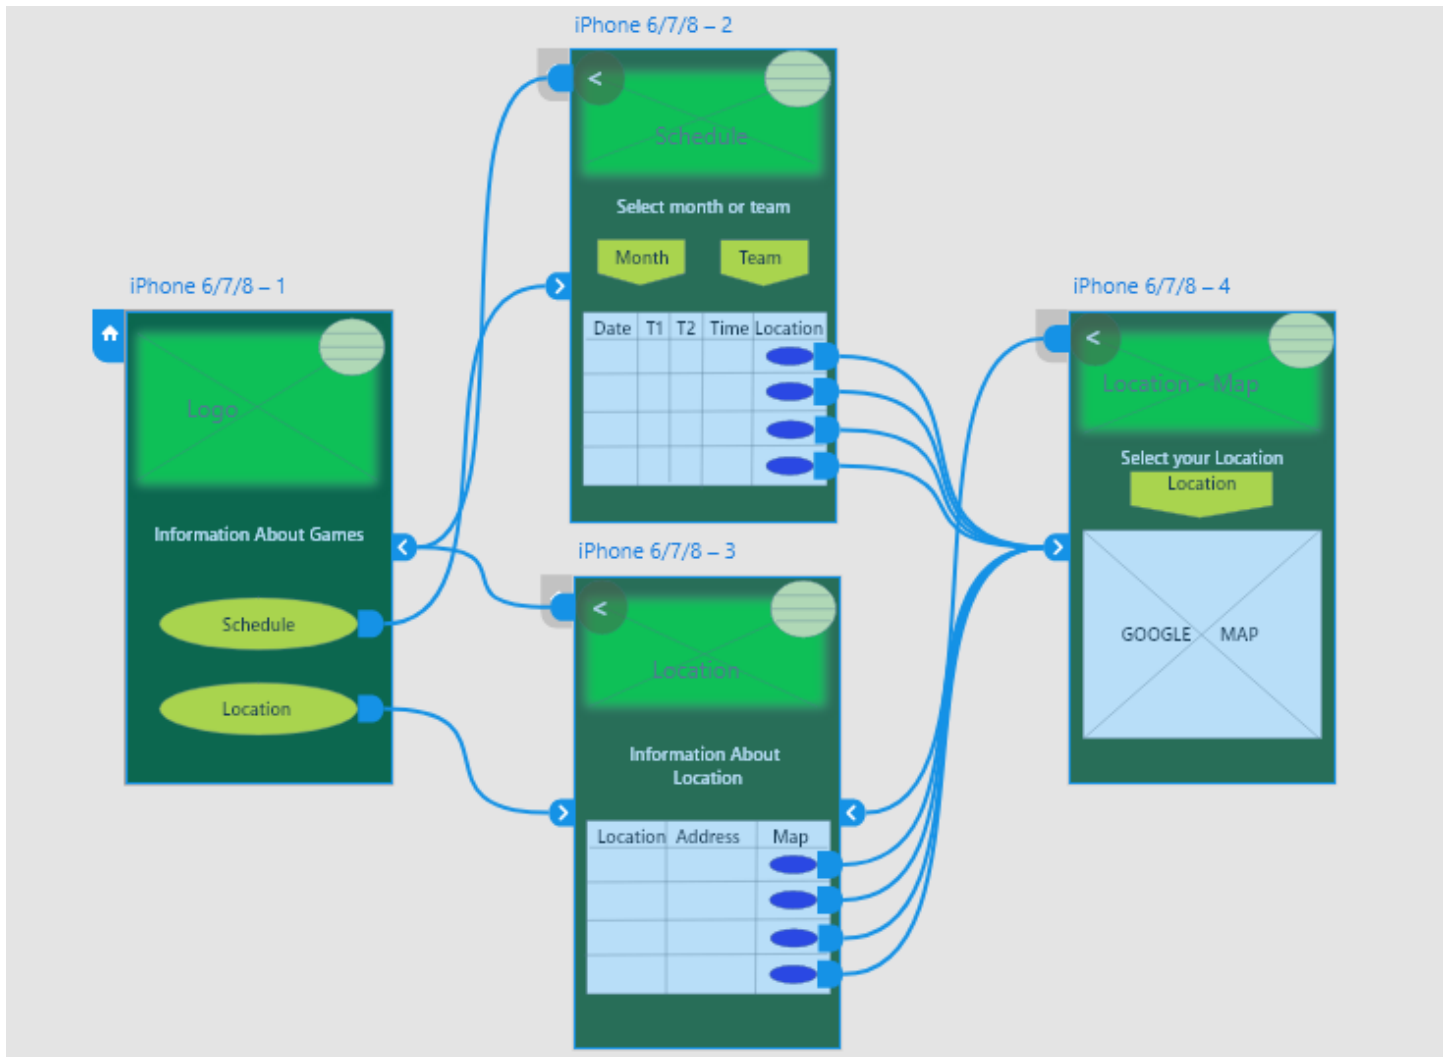 iPhone 6/7/8 – 2
<
Schedule
Select month or team
Month Team
Date T1 T2 Time Location
iPhone 6/7/8 – 1
Logo
Information About Games
Schedule
Location
iPhone 6/7/8 – 3
<
Location
Information About
Location
Location Address Map
iPhone 6/7/8 – 4
<
Location - Map
Select your Location
Location
GOOGLE MAP